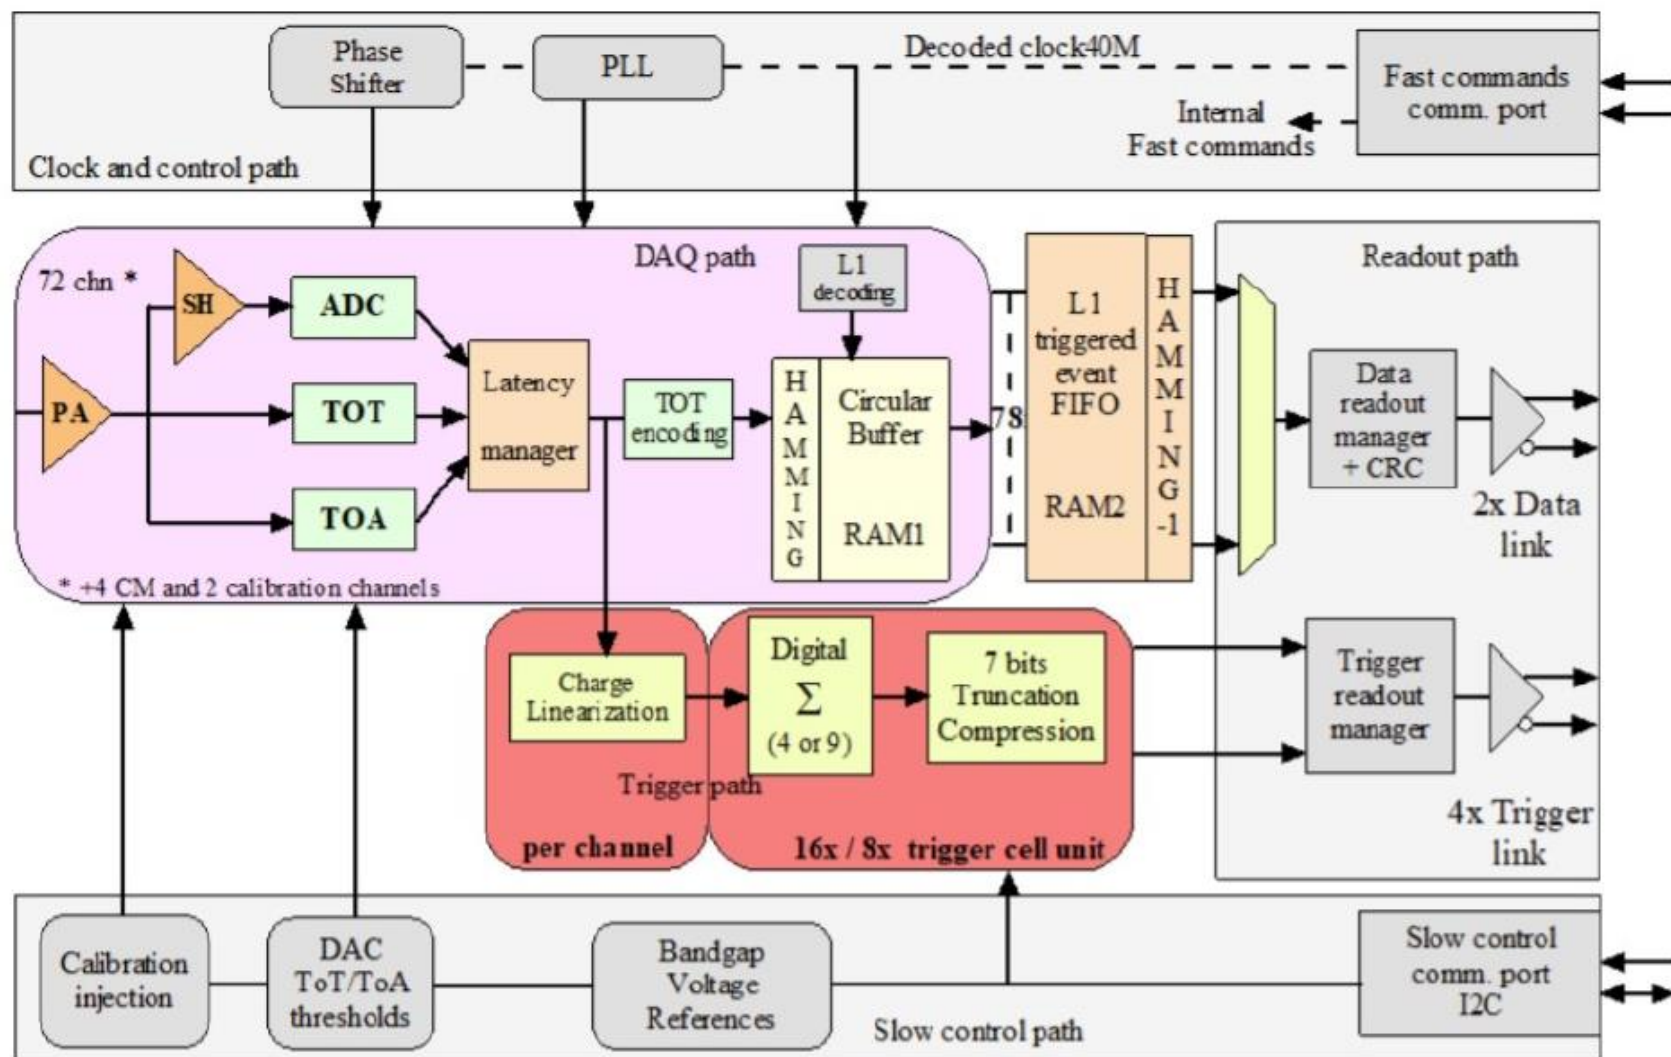 Phase
Shifter
PLL
Decoded clock40M
Fast commands
comm. port
Internal
Fast commands
Clock and control path
DAQ path
72 chn *
SH
ADC
PA
TOT
TOA
Latency
manager
TOT
encoding
L1
decoding
HAMMING
Circular
Buffer
RAM1
* +4 CM and 2 calibration channels
78
L1
triggered
event
FIFO
RAM2
HAMMING-1
Readout path
Data
readout
manager
+ CRC
2x Data
link
Charge
Linearization
Digital
Σ
(4 or 9)
7 bits
Truncation
Compression
Trigger path
per channel
16x / 8x trigger cell unit
Trigger
readout
manager
4x Trigger
link
Calibration
injection
DAC
ToT/ToA
thresholds
Bandgap
Voltage
References
Slow control path
Slow control
comm. port
I2C